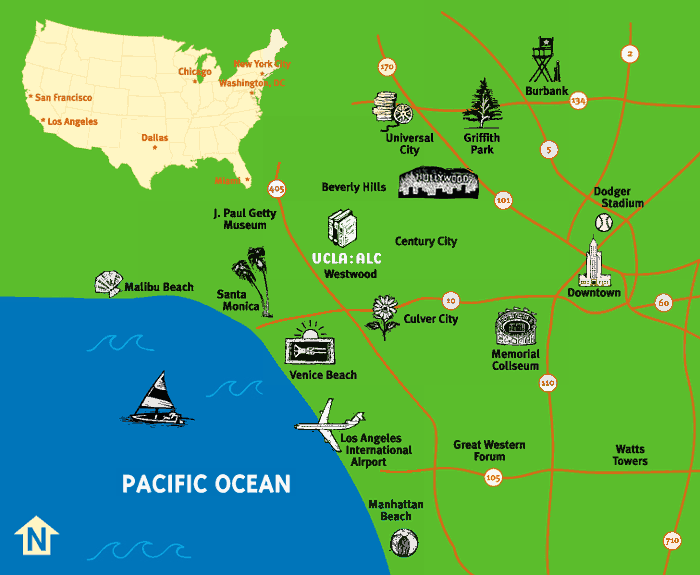 New York City
Chicago
Washington, DC
San Francisco
Los Angeles
Dallas
Miami
170
2
Burbank
134
Universal
City
Griffith
Park
5
405
Beverly Hills
HOLLYWOOD
101
Dodger
Stadium
J. Paul Getty
Museum
UCLA:ALC
Westwood
Century City
Malibu Beach
Santa
Monica
10
Culver City
Downtown
60
Venice Beach
Memorial
Coliseum
110
Los Angeles
International
Airport
Great Western
Forum
Watts
Towers
105
PACIFIC OCEAN
Manhattan
Beach
N
710